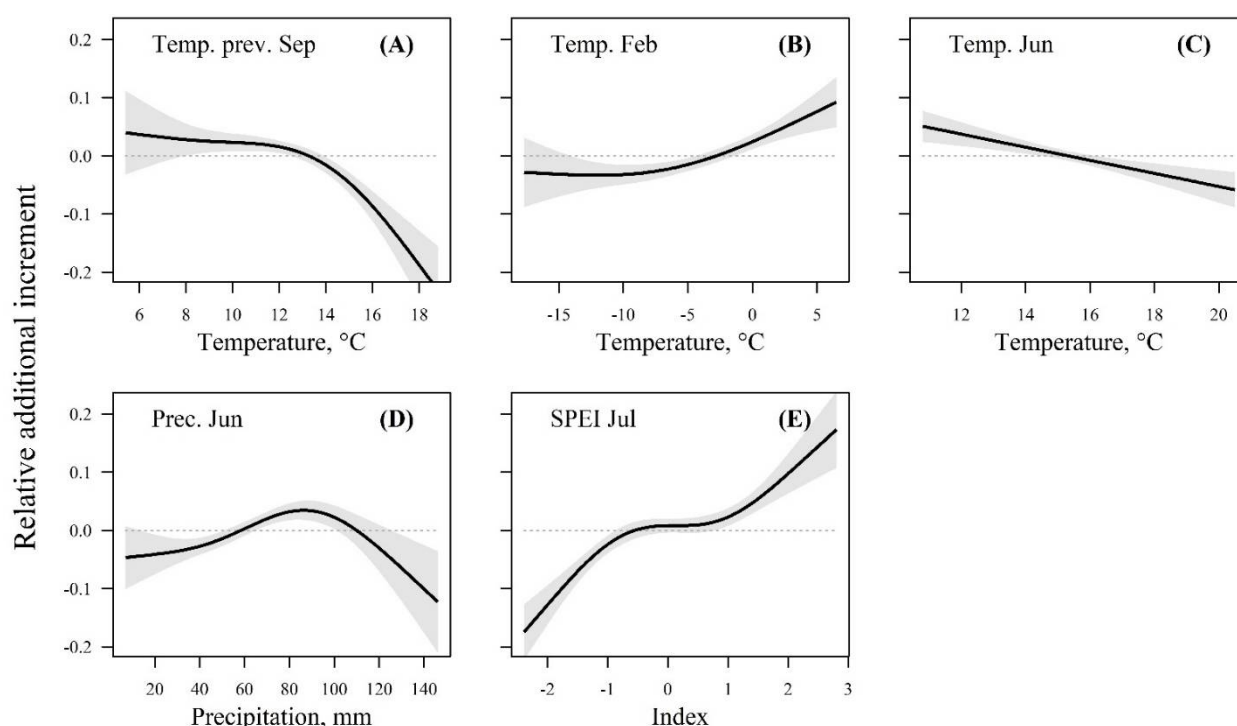 Relative additional increment
Temp. prev. Sep (A)
0.2
0.1
0.0
-0.1
-0.2
6 8 10 12 14 16 18
Temperature, °C
Temp. Feb (B)
-15 -10 -5 0 5
Temperature, °C
Temp. Jun (C)
12 14 16 18 20
Temperature, °C
Prec. Jun (D)
0.2
0.1
0.0
-0.1
-0.2
20 40 60 80 100 120 140
Precipitation, mm
SPEI Jul (E)
-2 -1 0 1 2 3
Index